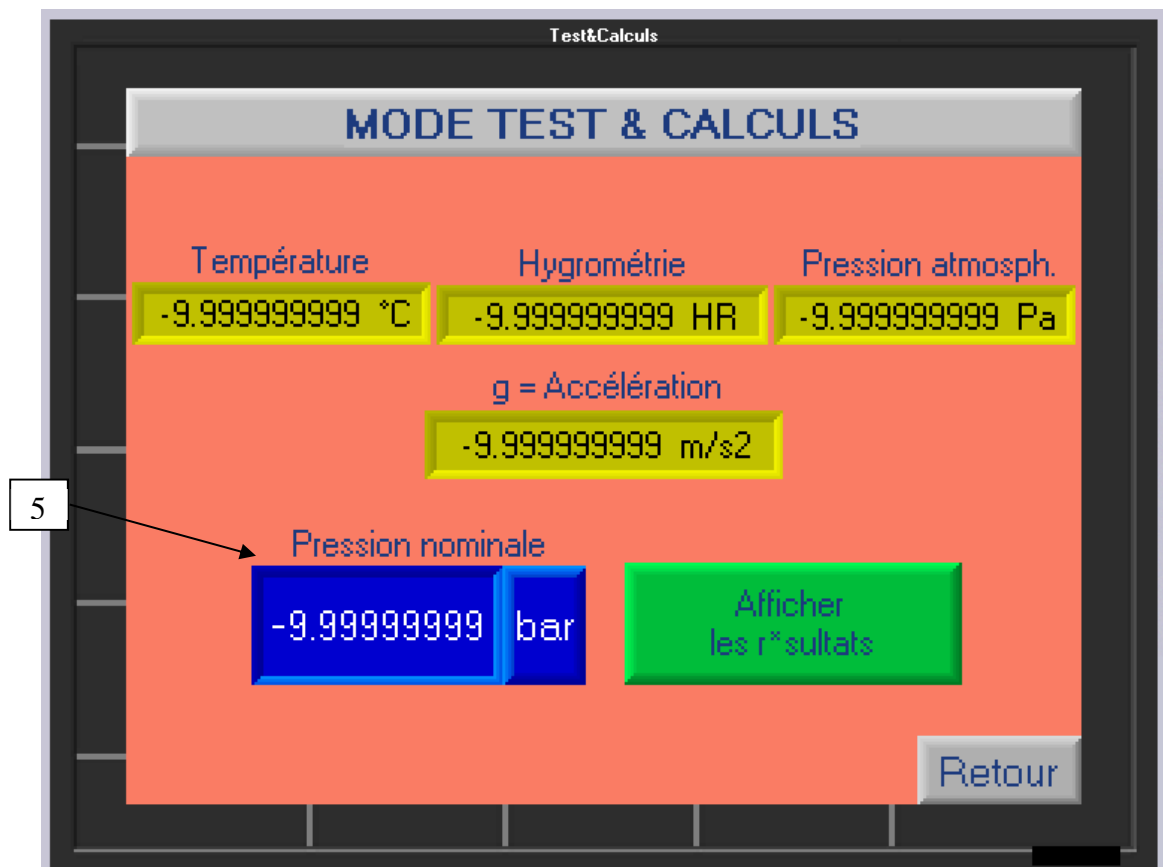 Test&Calculs
MODE TEST & CALCULS
Température Hygrométrie Pression atmosph.
-9.999999999 °C -9.999999999 HR -9.999999999 Pa
g = Accélération
-9.999999999 m/s2
5
Pression nominale
-9.99999999 bar
Afficher
les r*sultats
Retour